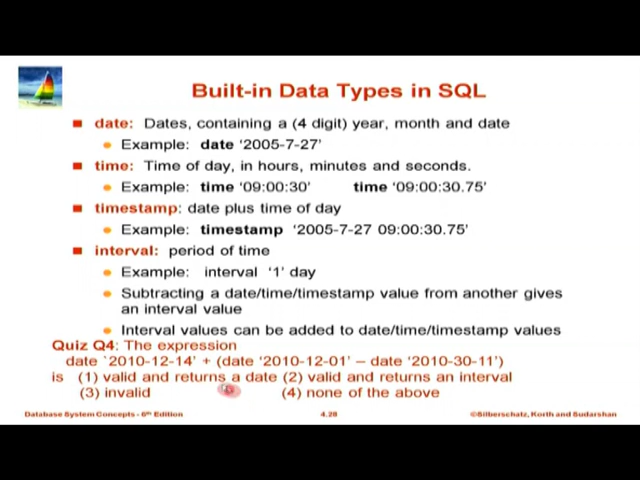 Built-in Data Types in SQL
date: Dates, containing a (4 digit) year, month and date
Example: date ‘2005-7-27’
time: Time of day, in hours, minutes and seconds.
Example: time ‘09:00:30’ time ‘09:00:30.75’
timestamp: date plus time of day
Example: timestamp ‘2005-7-27 09:00:30.75’
interval: period of time
Example: interval ‘1’ day
Subtracting a date/time/timestamp value from another gives
an interval value
Interval values can be added to date/time/timestamp values
Quiz Q4: The expression
date `2010-12-14’ + (date ‘2010-12-01’ – date ‘2010-30-11’)
is (1) valid and returns a date (2) valid and returns an interval
(3) invalid (4) none of the above
Database System Concepts - 6th Edition 4.28 ©Silberschatz, Korth and Sudarshan